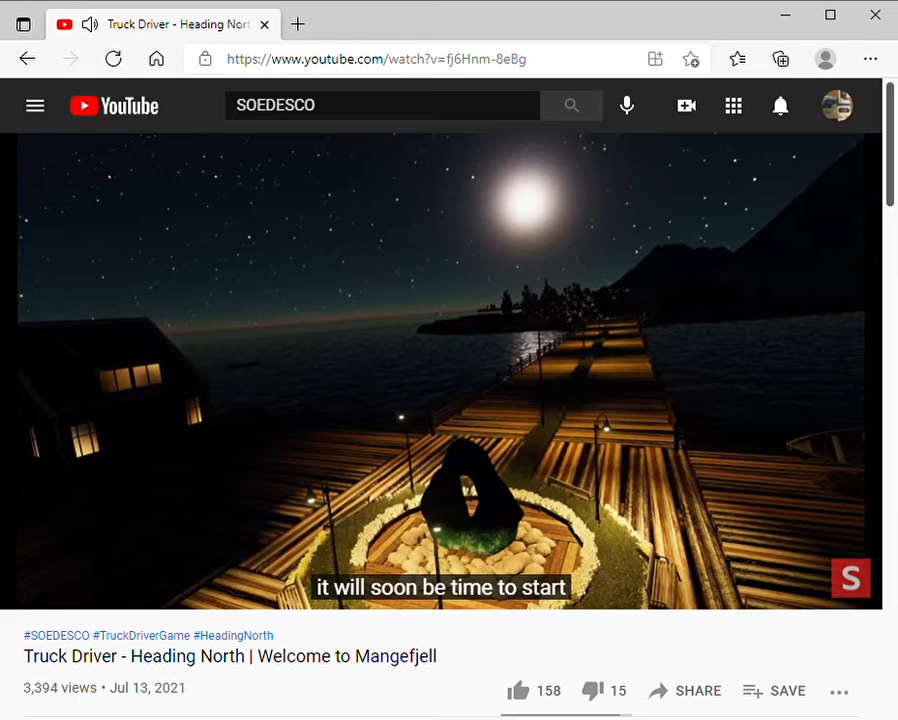 Truck Driver - Heading Nor
https://www.youtube.com/watch?v=fj6Hnm-8eBg
YouTube
SOEDESCO
S
it will soon be time to start
#SOEDESCO #TruckDriverGame #HeadingNorth
Truck Driver - Heading North | Welcome to Mangefjell
3,394 views • Jul 13, 2021
158 15 SHARE SAVE